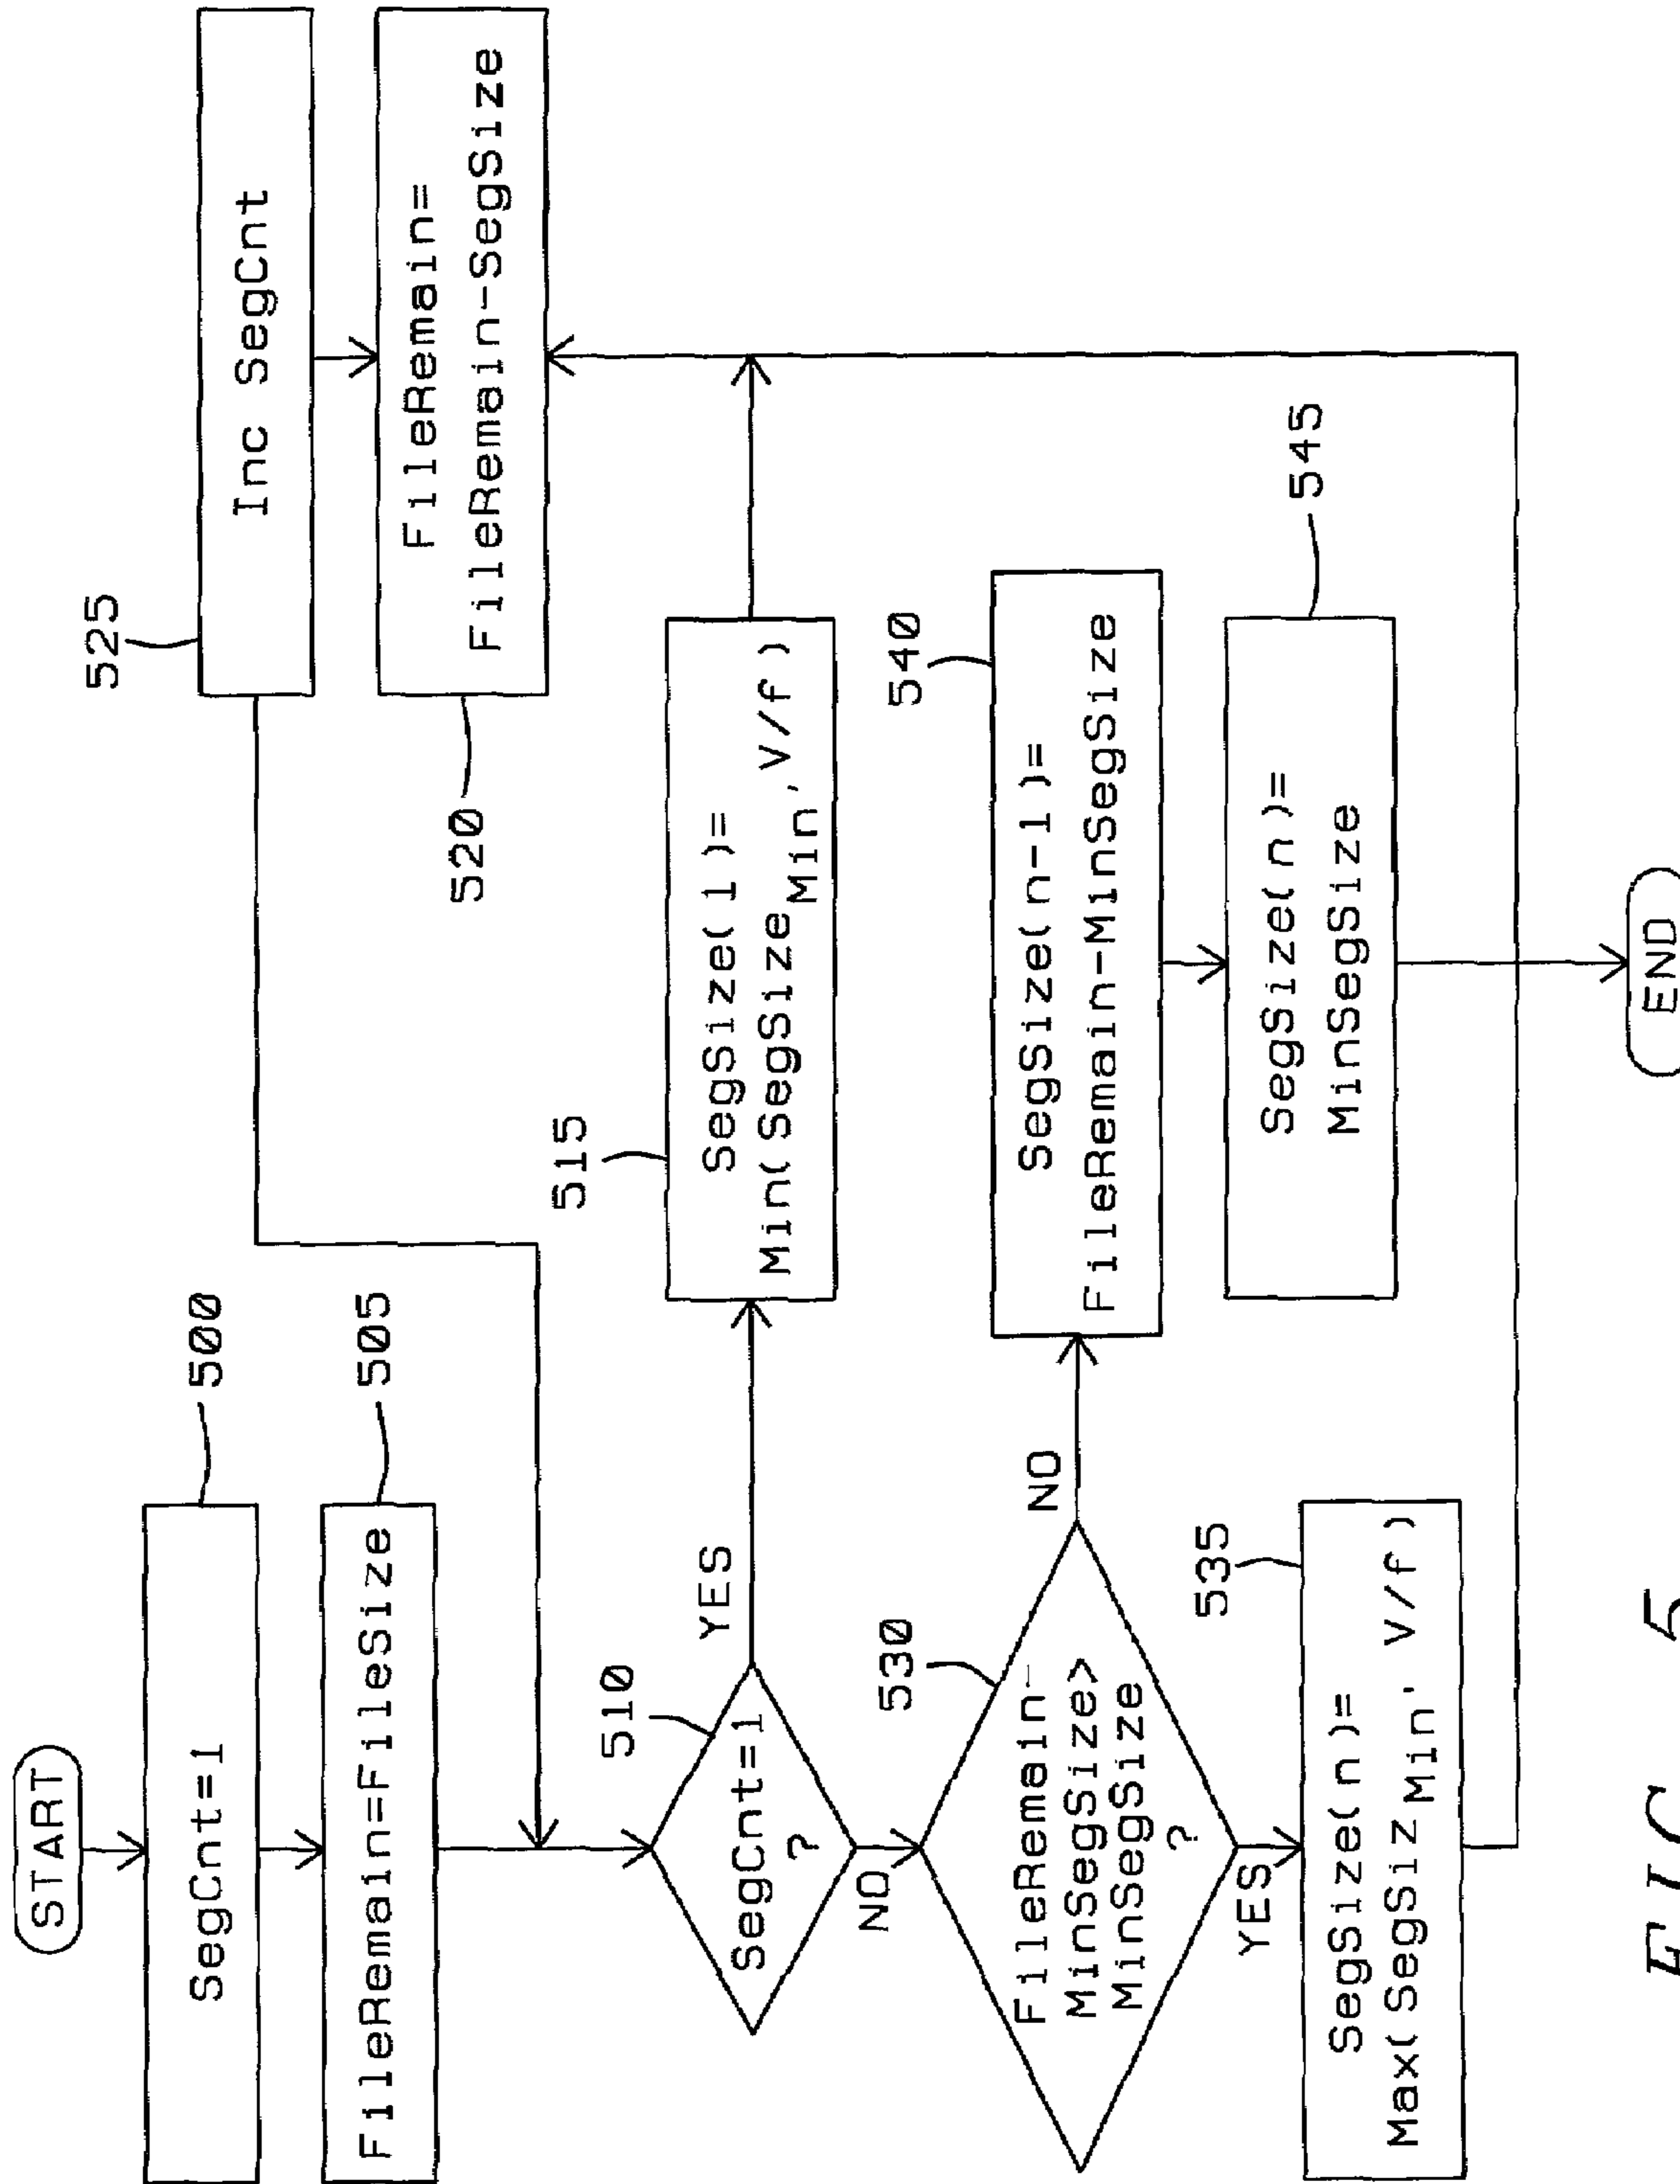 START
SegCnt=1
500
FileRemain=FileSize
505
SegCnt=1
?
510
YES
NO
SegSize(1)=
Min(SegSizeMin,V/f)
515
525
Inc SegCnt
FileRemain=
FileRemain-SegSize
520
FileRemain-
MinSegSize>
MinSegSize
?
530
NO
YES
SegSize(n)=
Max(SegSizMin, V/f)
535
SegSize(n-1)=
FileRemain-MinSegSize
540
SegSize(n)=
MinSegSize
545
END
FIG. 5